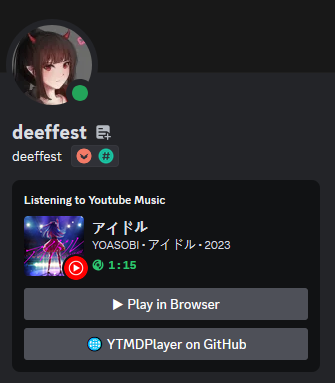 deeffest
deeffest
Listening to Youtube Music
アイドル
YOASOBI • アイドル • 2023
1:15
Play in Browser
YTMDPlayer on GitHub